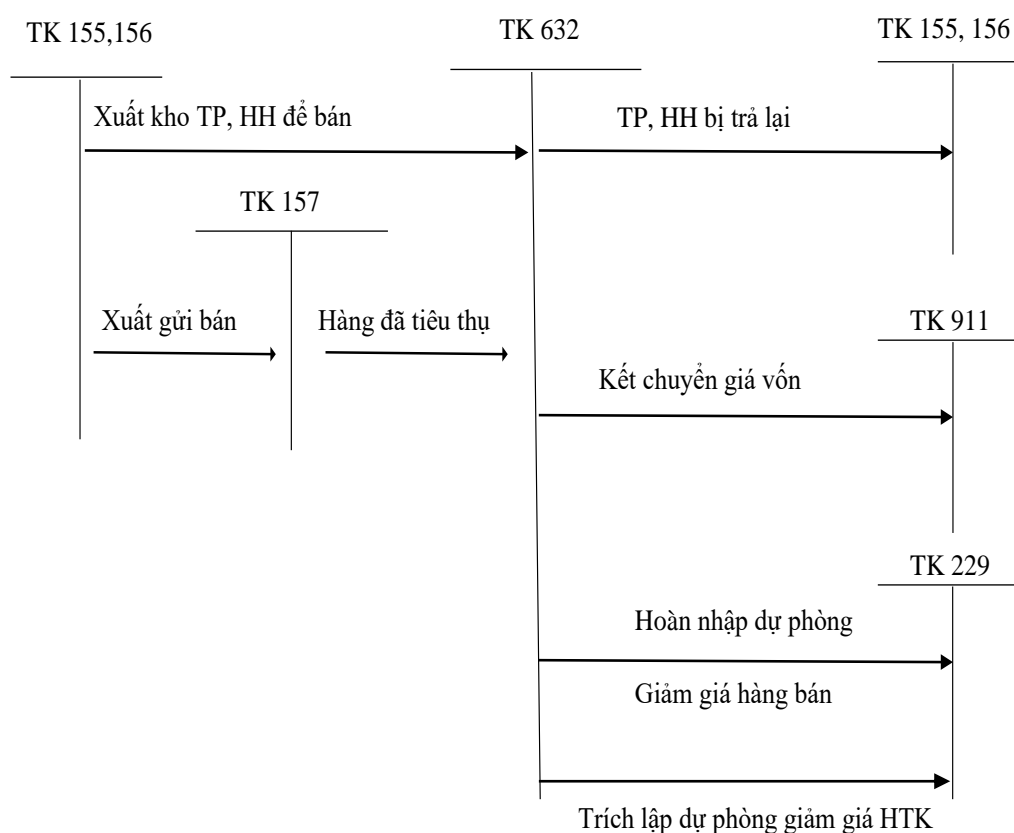 TK 155,156
TK 632
TK 155, 156
Xuất kho TP, HH để bán
TP, HH bị trả lại
TK 157
Xuất gửi bán
Hàng đã tiêu thụ
TK 911
Kết chuyển giá vốn
TK 229
Hoàn nhập dự phòng
Giảm giá hàng bán
Trích lập dự phòng giảm giá HTK